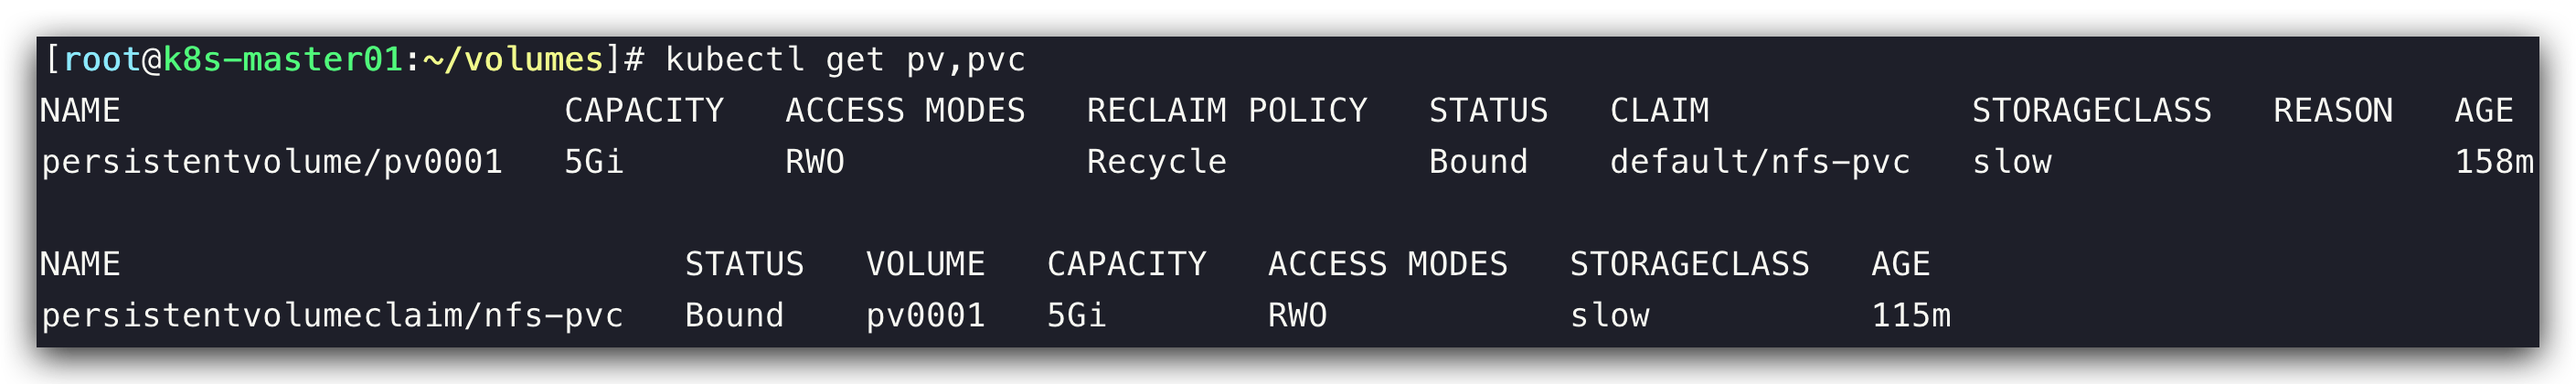 [root@k8s-master01:~/volumes]# kubectl get pv,pvc
NAME                      CAPACITY   ACCESS MODES   RECLAIM POLICY   STATUS   CLAIM             STORAGECLASS   REASON   AGE
persistentvolume/pv0001   5Gi        RWO            Recycle          Bound    default/nfs-pvc   slow                    158m

NAME                            STATUS   VOLUME   CAPACITY   ACCESS MODES   STORAGECLASS   AGE
persistentvolumeclaim/nfs-pvc   Bound    pv0001   5Gi        RWO            slow           115m